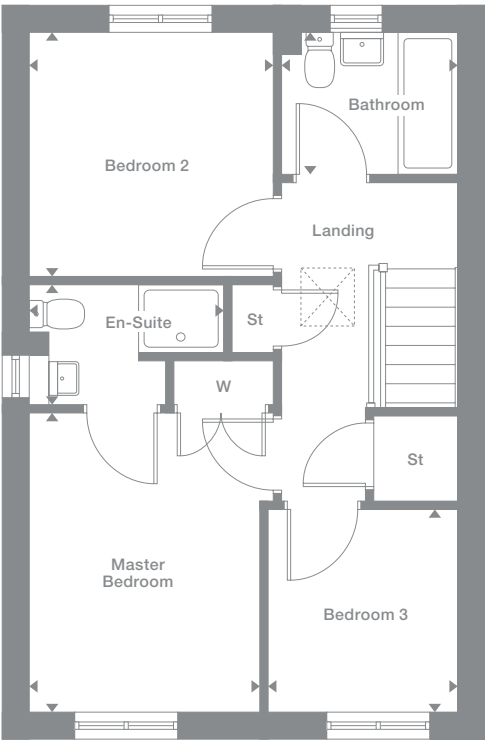 Bathroom
Bedroom 2
Landing
En-Suite
St
W
St
Master
Bedroom
Bedroom 3